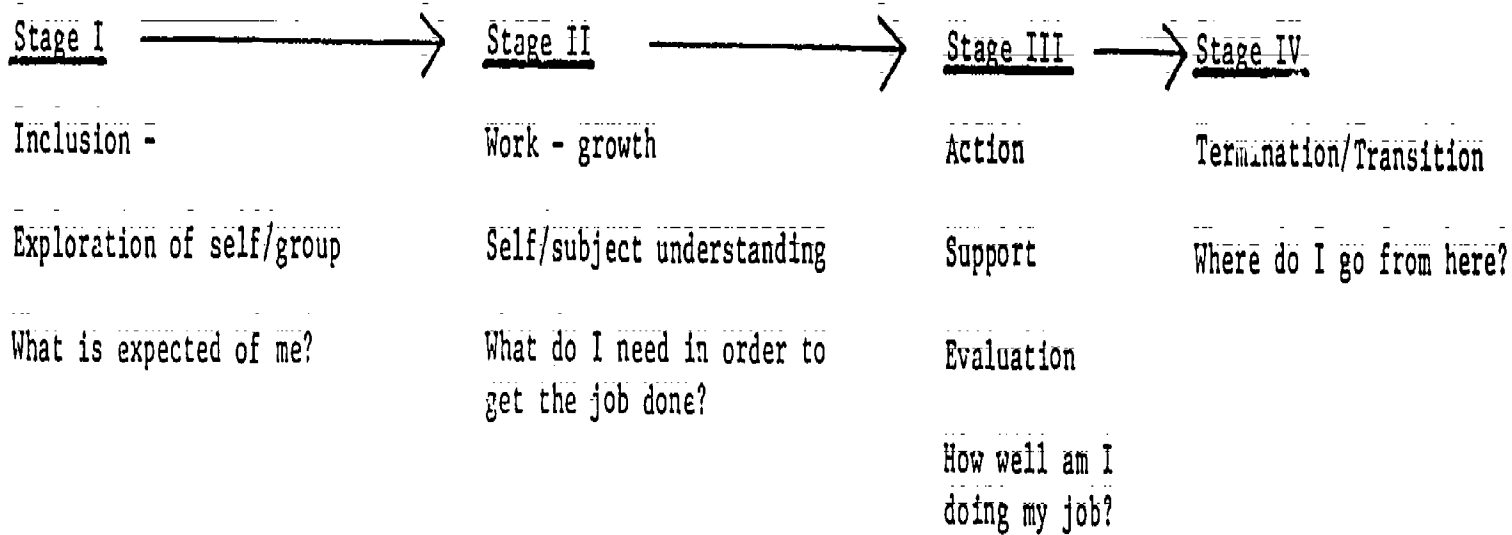 Stage I
Inclusion -
Exploration of self/group
What is expected of me?
Stage II
Work - growth
Self/subject understanding
What do I need in order to
get the job done?
Stage III
Action
Support
Evaluation
How well am I
doing my job?
Stage IV
Termination/Transition
Where do I go from here?